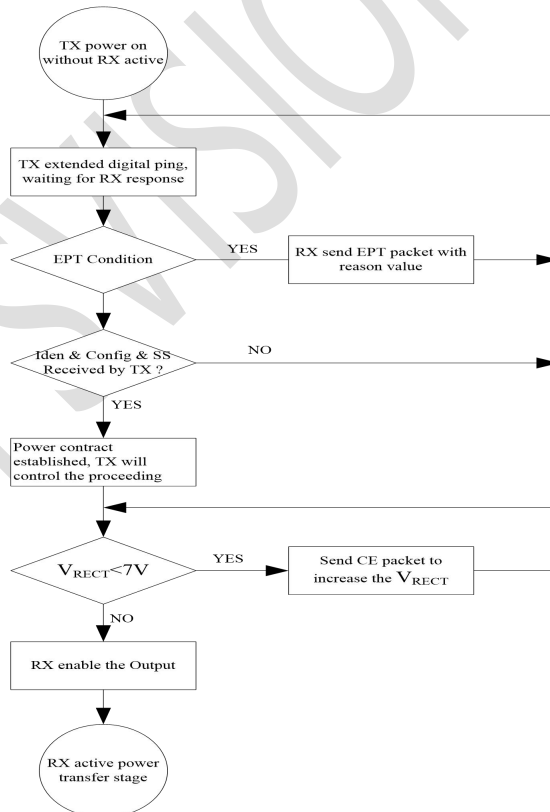 TX power on
without RX active
TX extended digital ping,
waiting for RX response
EPT Condition
YES
RX send EPT packet with
reason value
Iden & Config & SS
Received by TX ?
NO
YES
Power contract
established, TX will
control the proceeding
VRECT<7V
YES
Send CE packet to
increase the VRECT
NO
RX enable the Output
RX active power
transfer stage